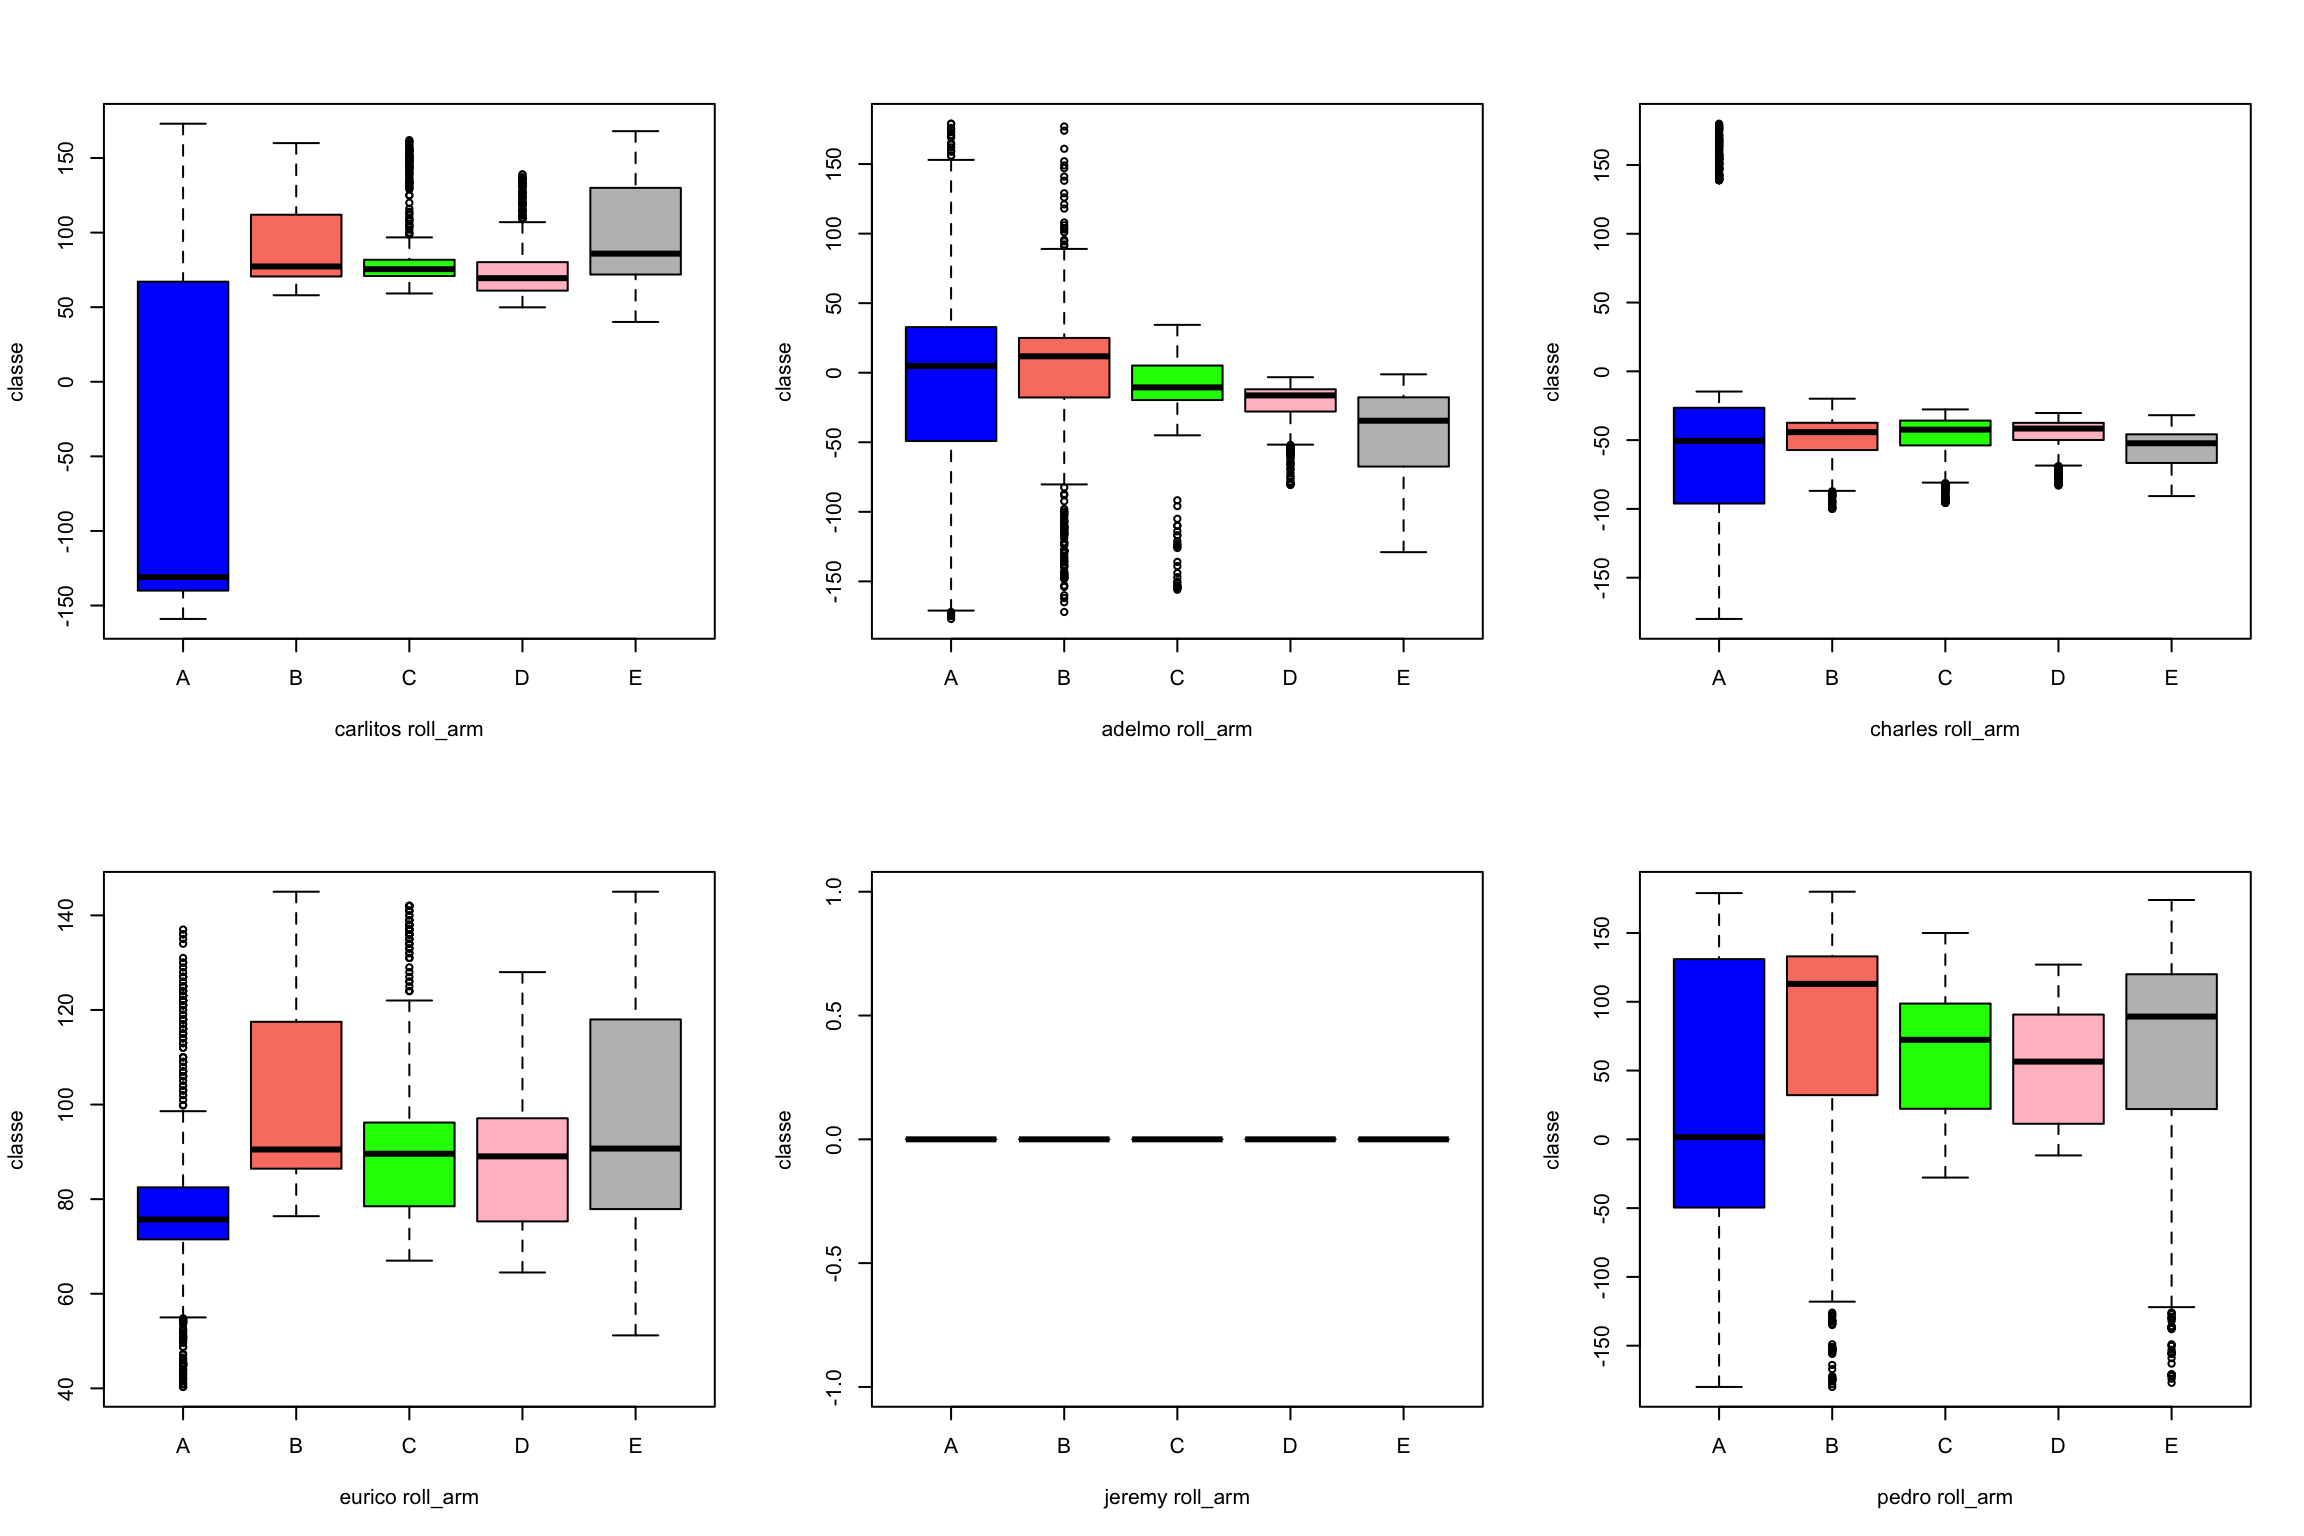 classe
150
100
50
0
-50
-100
-150
A B C D E
carlitos roll_arm
classe
150
100
50
0
-50
-100
-150
A B C D E
adelmo roll_arm
classe
150
100
50
0
-50
-100
-150
A B C D E
charles roll_arm
classe
140
120
100
80
60
40
A B C D E
eurico roll_arm
classe
1.0
0.5
0.0
-0.5
-1.0
A B C D E
jeremy roll_arm
classe
150
100
50
0
-50
-100
-150
A B C D E
pedro roll_arm